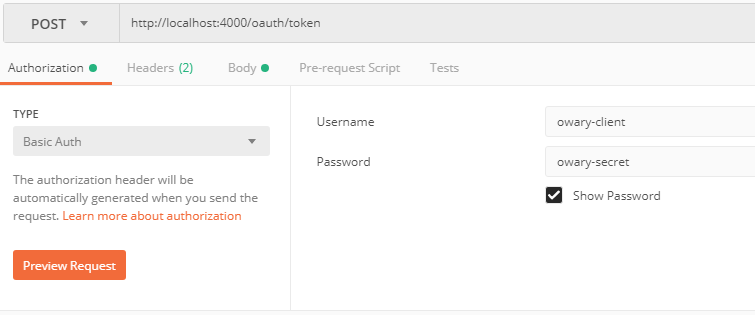 POST http://localhost:4000/oauth/token
Authorization Headers (2) Body Pre-request Script Tests
TYPE
Basic Auth
The authorization header will be
automatically generated when you send the
request. Learn more about authorization
Preview Request
Username owary-client
Password owary-secret
Show Password